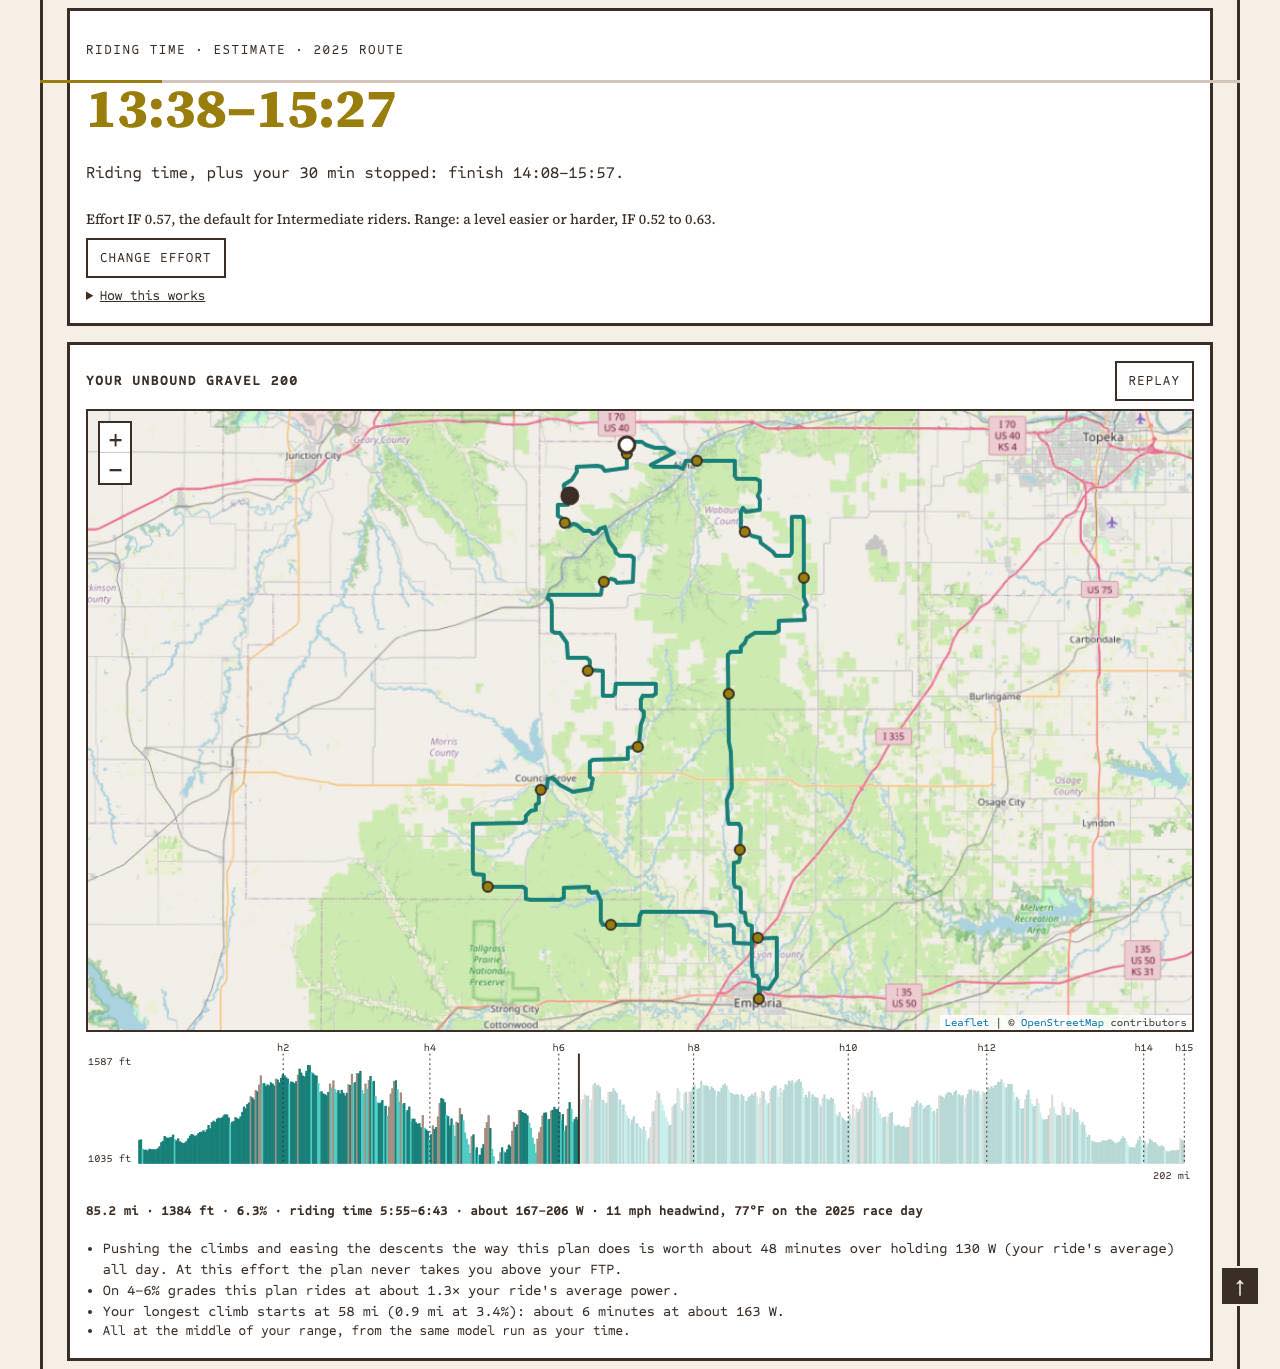 RIDING TIME · ESTIMATE · 2025 ROUTE
13:38–15:27
Riding time, plus your 30 min stopped: finish 14:08–15:57.
Effort IF 0.57, the default for Intermediate riders. Range: a level easier or harder, IF 0.52 to 0.63.
CHANGE EFFORT
▶ How this works
YOUR UNBOUND GRAVEL 200
REPLAY
+
−
I 70
US 40
Geary County
Junction City
I 70
US 40
KS 4
Topeka
US 75
Carbondale
Burlingame
I 335
Morris
County
Osage
County
Osage City
Lyndon
Melvern
Recreation
Area
Tallgrass
Prairie
National
Preserve
I 35
US 50
KS 31
I 35
US 50
Emporia
Strong City
Cottonwood
Leaflet | © OpenStreetMap contributors
h2 h4 h6 h8 h10 h12 h14 h15
1587 ft
1035 ft
202 mi
85.2 mi · 1384 ft · 6.3% · riding time 5:55–6:43 · about 167–206 W · 11 mph headwind, 77°F on the 2025 race day
• Pushing the climbs and easing the descents the way this plan does is worth about 48 minutes over holding 130 W (your ride's average)
all day. At this effort the plan never takes you above your FTP.
• On 4–6% grades this plan rides at about 1.3× your ride's average power.
• Your longest climb starts at 58 mi (0.9 mi at 3.4%): about 6 minutes at about 163 W.
• All at the middle of your range, from the same model run as your time.
↑